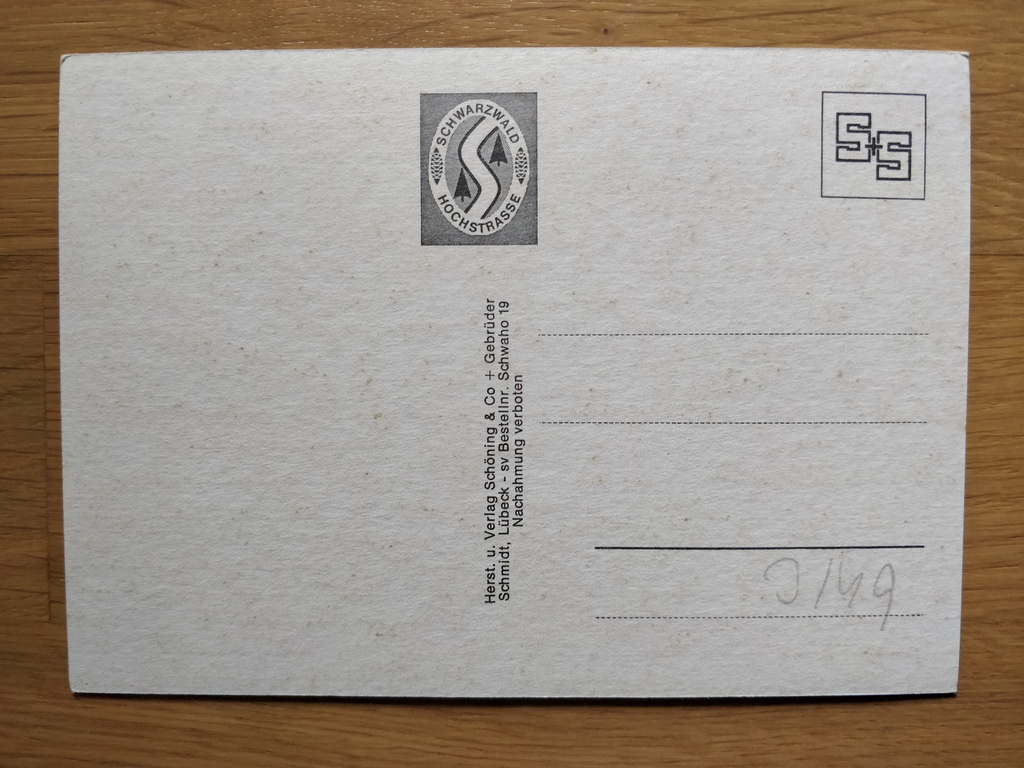 SCHWARZWALD
HOCHSTRASSE
S+S
Herst. u. Verlag Schöning & Co + Gebrüder
Schmidt, Lübeck - sv Bestellnr. Schwaho 19
Nachahmung verboten